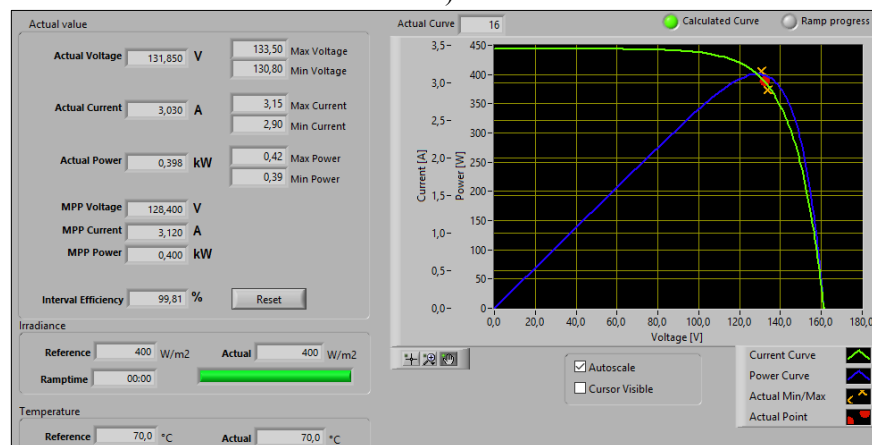 )
Actual value
Actual Voltage 131,850 V
133,50 Max Voltage
130,80 Min Voltage
Actual Current 3,030 A
3,15 Max Current
2,90 Min Current
Actual Power 0,398 kW
0,42 Max Power
0,39 Min Power
MPP Voltage 128,400 V
MPP Current 3,120 A
MPP Power 0,400 kW
Interval Efficiency 99,81 %
Reset
Irradiance
Reference 400 W/m2 Actual 400 W/m2
Ramptime 00:00
Temperature
Reference 70,0 °C Actual 70,0 °C
Actual Curve 16
Calculated Curve
Ramp progress
Current [A]
3,5-
3,0-
2,5-
2,0-
1,5-
1,0-
0,5-
0,0-
Power [W]
450
400-
350-
300-
250-
200-
150-
100-
50-
0-
0,0 20,0 40,0 60,0 80,0 100,0 120,0 140,0 160,0 180,0
Voltage [V]
Autoscale
Cursor Visible
Current Curve
Power Curve
Actual Min/Max
Actual Point